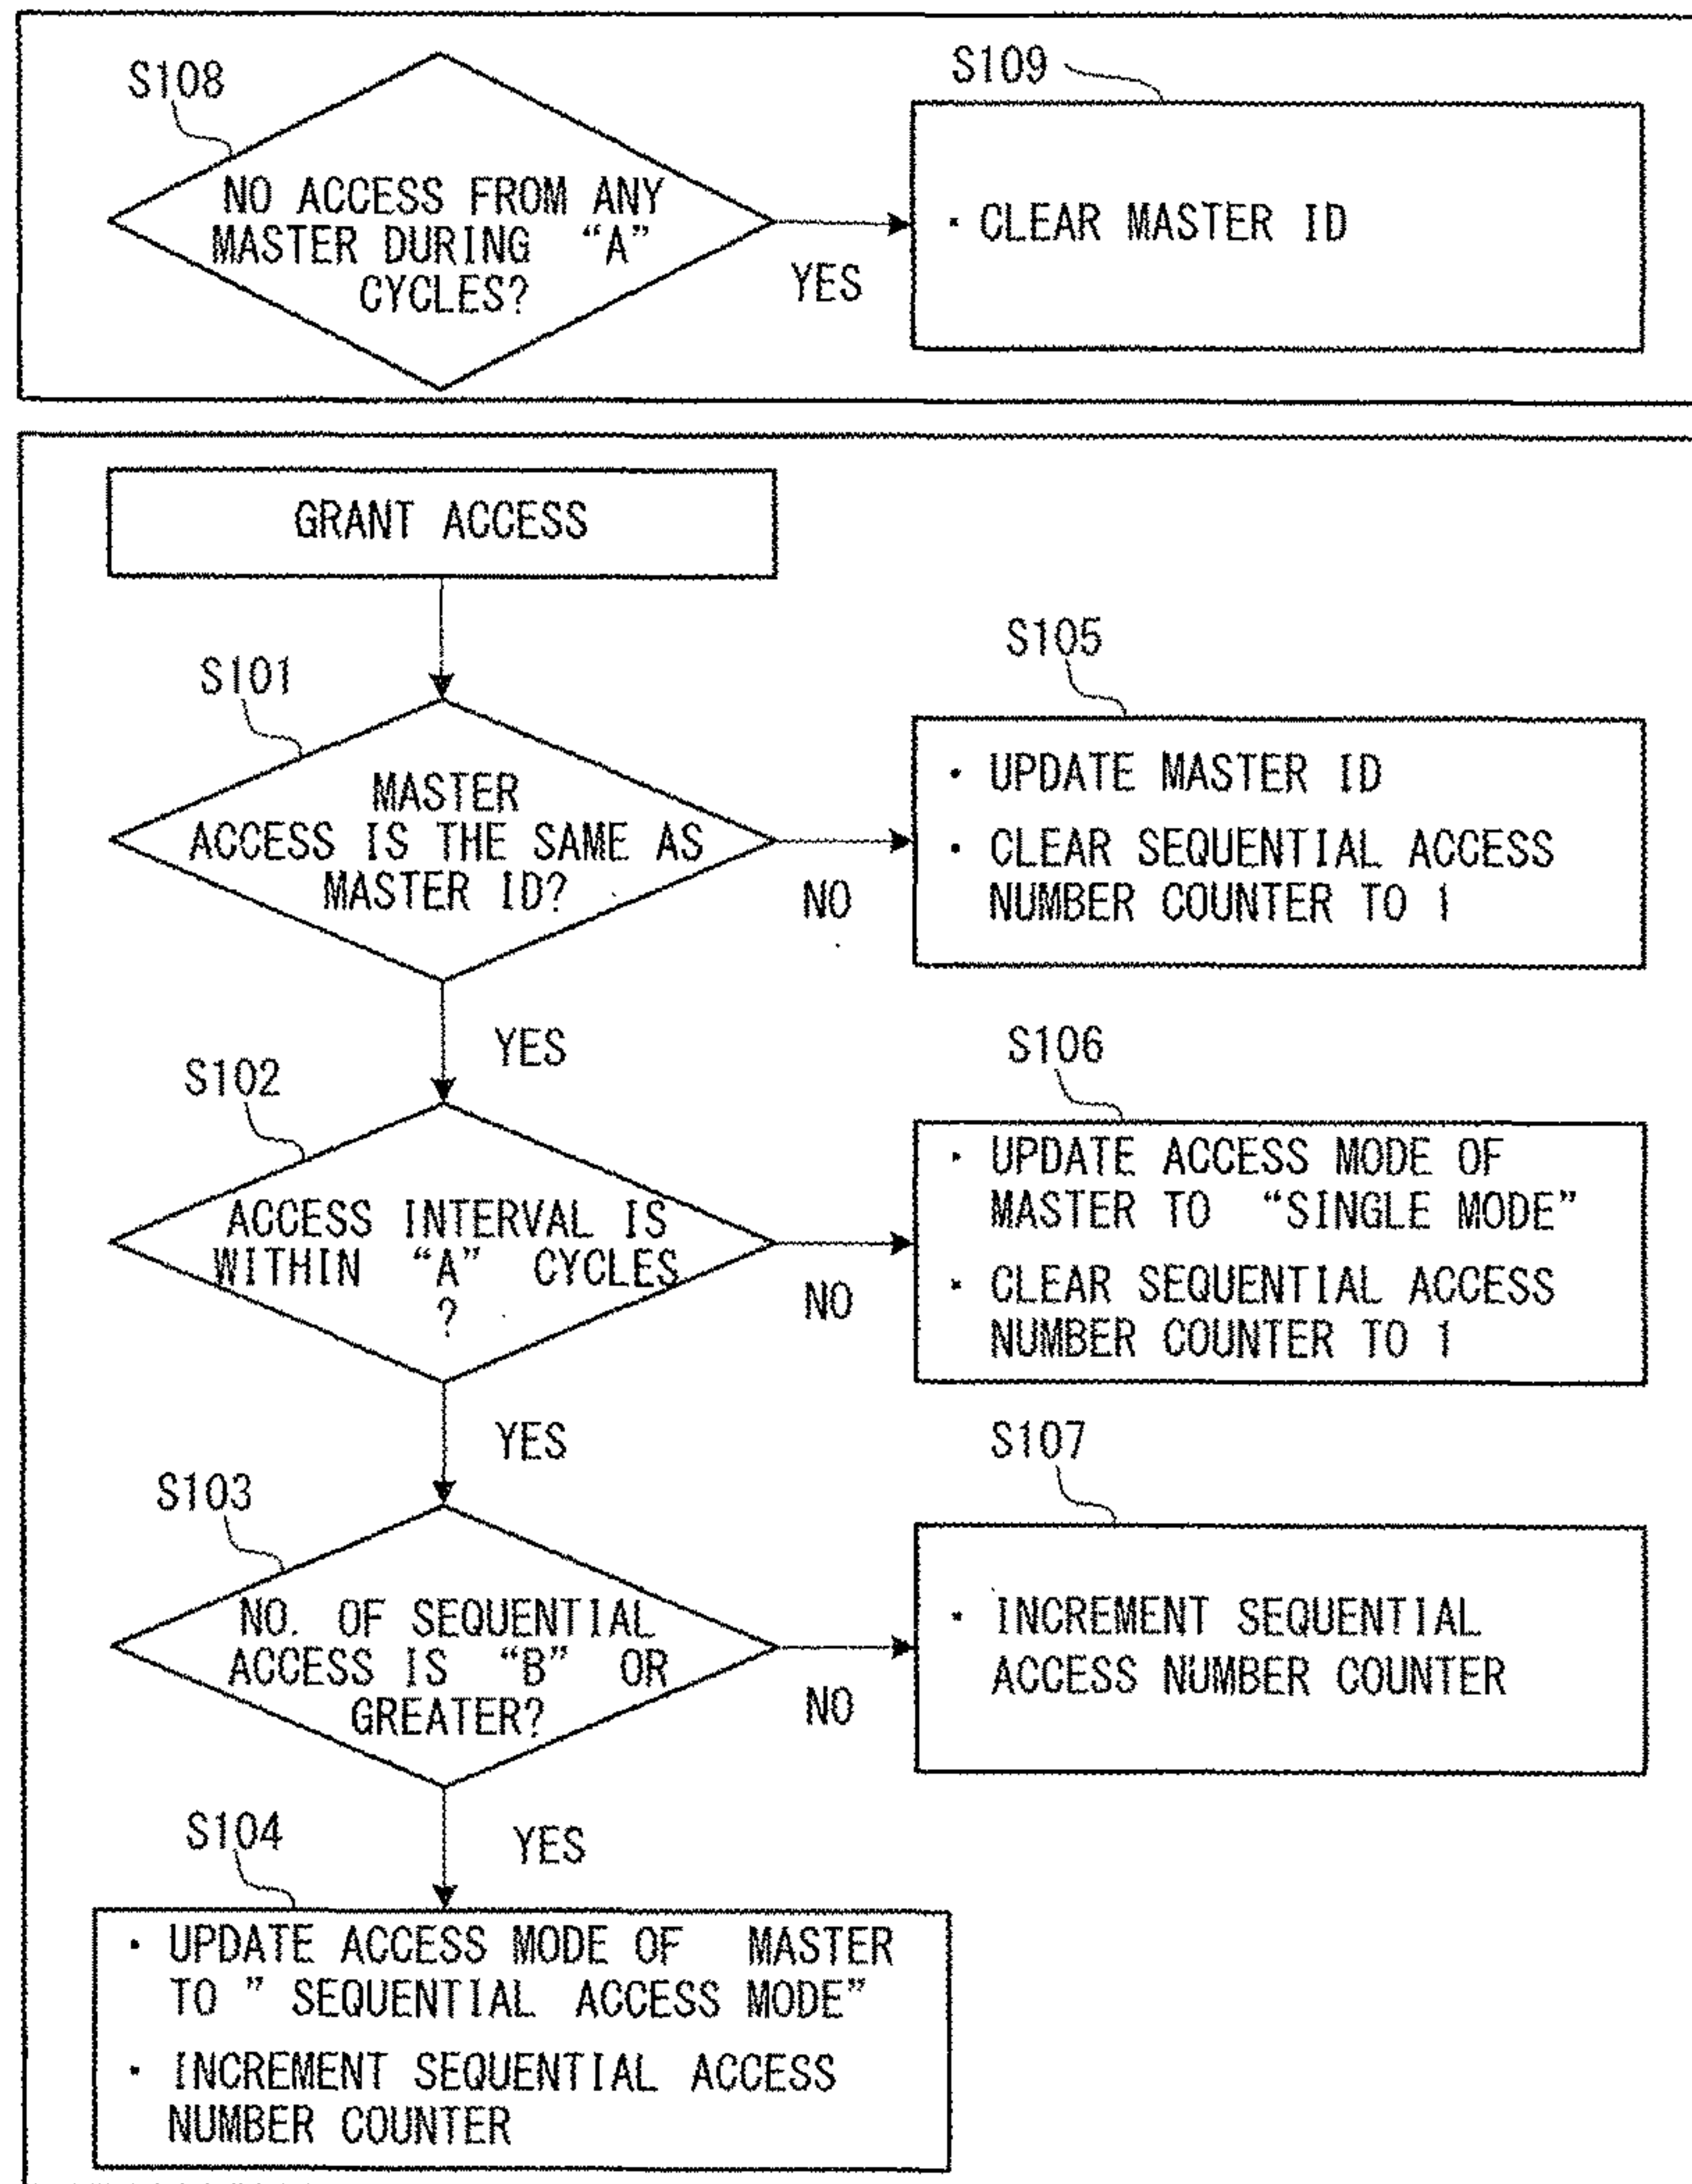 S108
NO ACCESS FROM ANY
MASTER DURING “A”
CYCLES?
YES
S109
· CLEAR MASTER ID
GRANT ACCESS
S101
MASTER
ACCESS IS THE SAME AS
MASTER ID?
NO
S105
· UPDATE MASTER ID
· CLEAR SEQUENTIAL ACCESS
NUMBER COUNTER TO 1
YES
S102
ACCESS INTERVAL IS
WITHIN “A” CYCLES
?
NO
S106
· UPDATE ACCESS MODE OF
MASTER TO “SINGLE MODE”
· CLEAR SEQUENTIAL ACCESS
NUMBER COUNTER TO 1
YES
S103
NO. OF SEQUENTIAL
ACCESS IS “B” OR
GREATER?
NO
S107
· INCREMENT SEQUENTIAL
ACCESS NUMBER COUNTER
YES
S104
· UPDATE ACCESS MODE OF MASTER
TO ” SEQUENTIAL ACCESS MODE”
· INCREMENT SEQUENTIAL ACCESS
NUMBER COUNTER